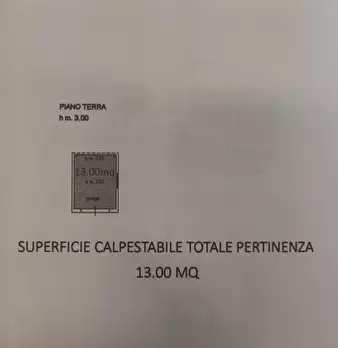 PIANO TERRA
h m. 3.00
13.00mq
SUPERFICIE CALPESTABILE TOTALE PERTINENZA
13.00 MQ